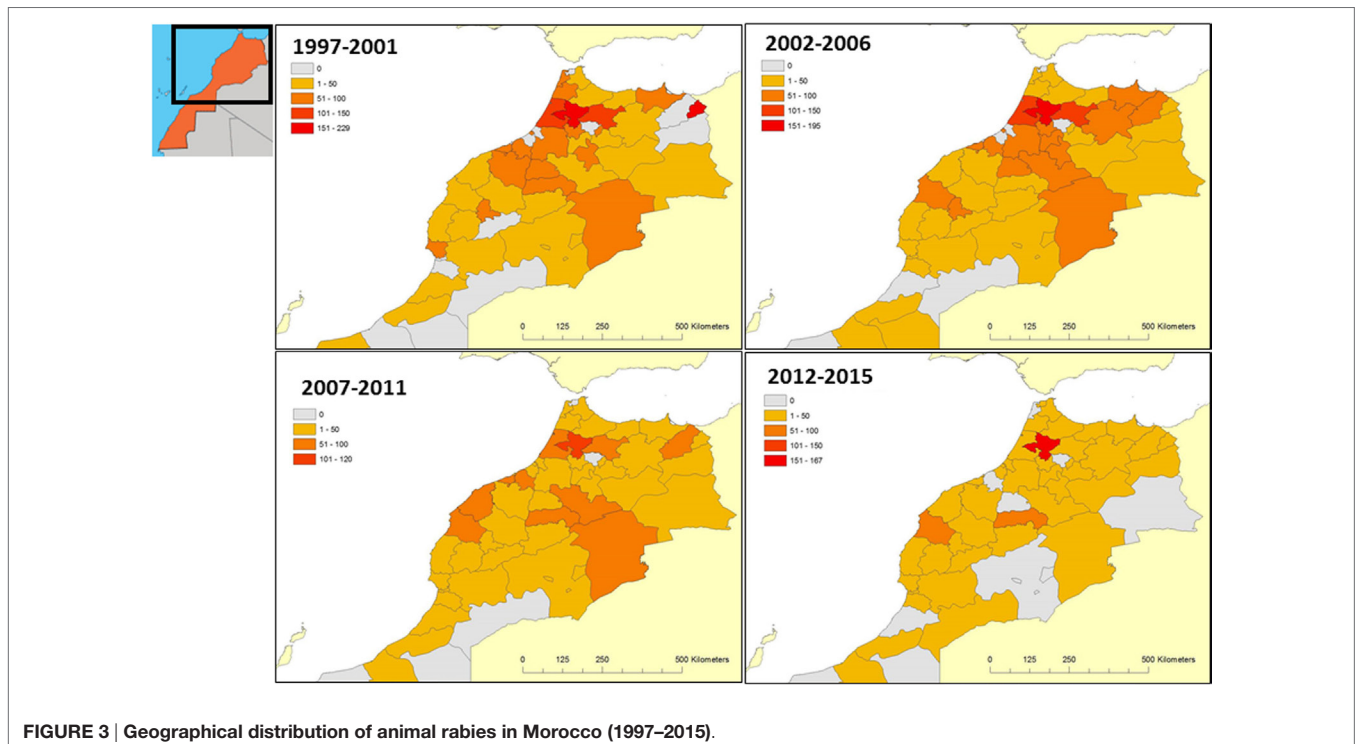 1997-2001
0
1 - 50
51 - 100
101 - 150
151 - 229
0 125 250 500 Kilometers
2002-2006
0
1 - 50
51 - 100
101 - 150
151 - 195
0 125 250 500 Kilometers
2007-2011
0
1 - 50
51 - 100
101 - 120
0 125 250 500 Kilometers
2012-2015
0
1 - 50
51 - 100
101 - 150
151 - 167
0 125 250 500 Kilometers
FIGURE 3 | Geographical distribution of animal rabies in Morocco (1997–2015).